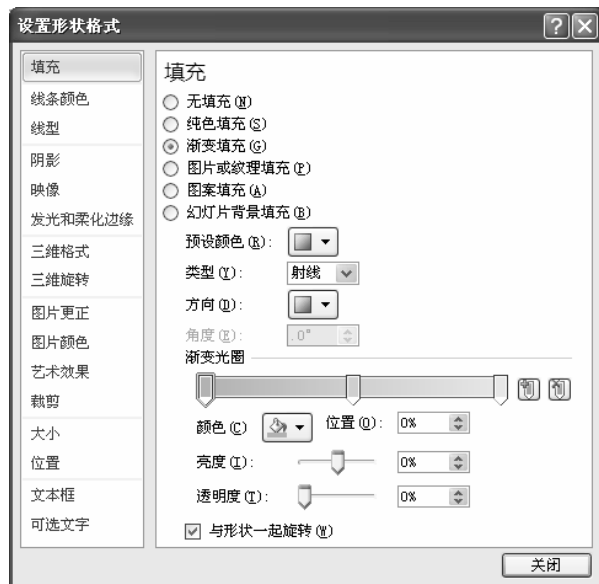 设置形状格式
填充
线条颜色
线型
阴影
映像
发光和柔化边缘
三维格式
三维旋转
图片更正
图片颜色
艺术效果
裁剪
大小
位置
文本框
可选文字
填充
无填充(N)
纯色填充(S)
渐变填充(G)
图片或纹理填充(P)
图案填充(A)
幻灯片背景填充(B)
预设颜色(R):
类型(Y): 射线
方向(D):
角度(E): .0°
渐变光圈
颜色(C) 位置(O): 0%
亮度(I): 0%
透明度(T): 0%
与形状一起旋转(W)
关闭